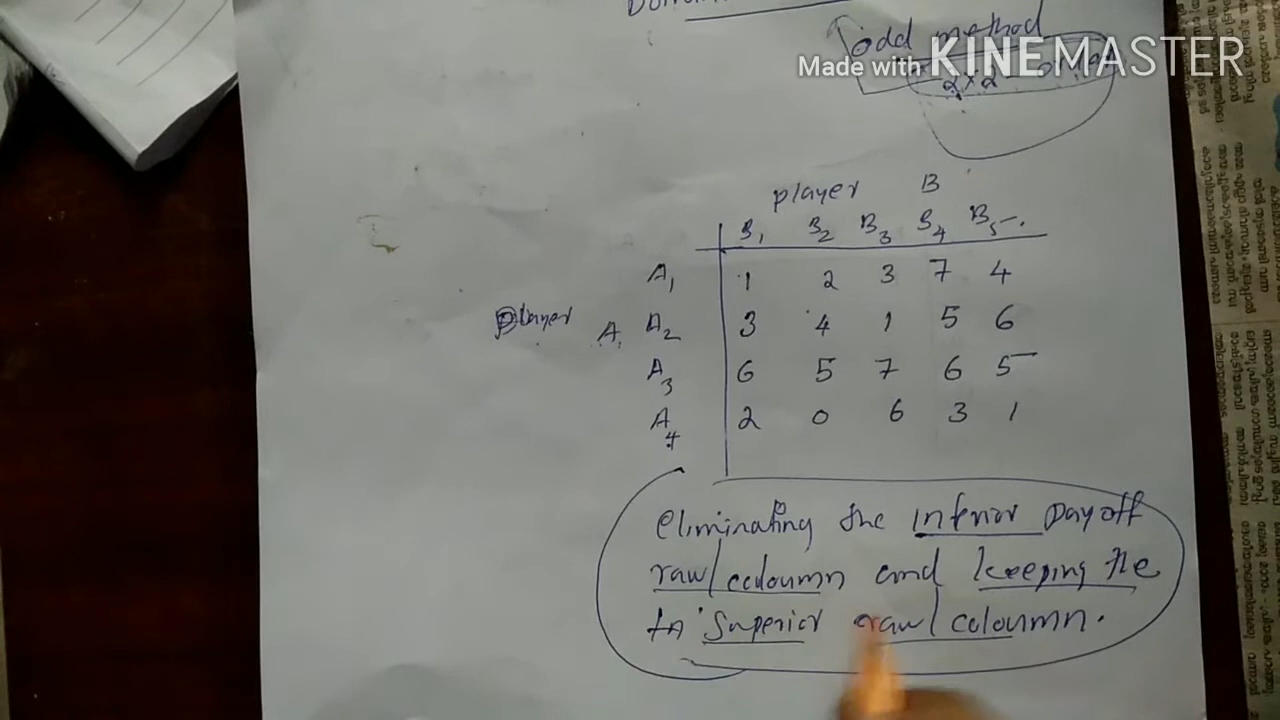 odd method
Made with KINEMASTER
2x2
player B
B1 B2 B3 B4 B5
A1 1 2 3 7 4
player A A2 3 4 1 5 6
A3 6 5 7 6 5
A4 2 0 6 3 1
eliminating the inferior payoff
raw/coloumn and keeping the
to superior raw/coloumn.